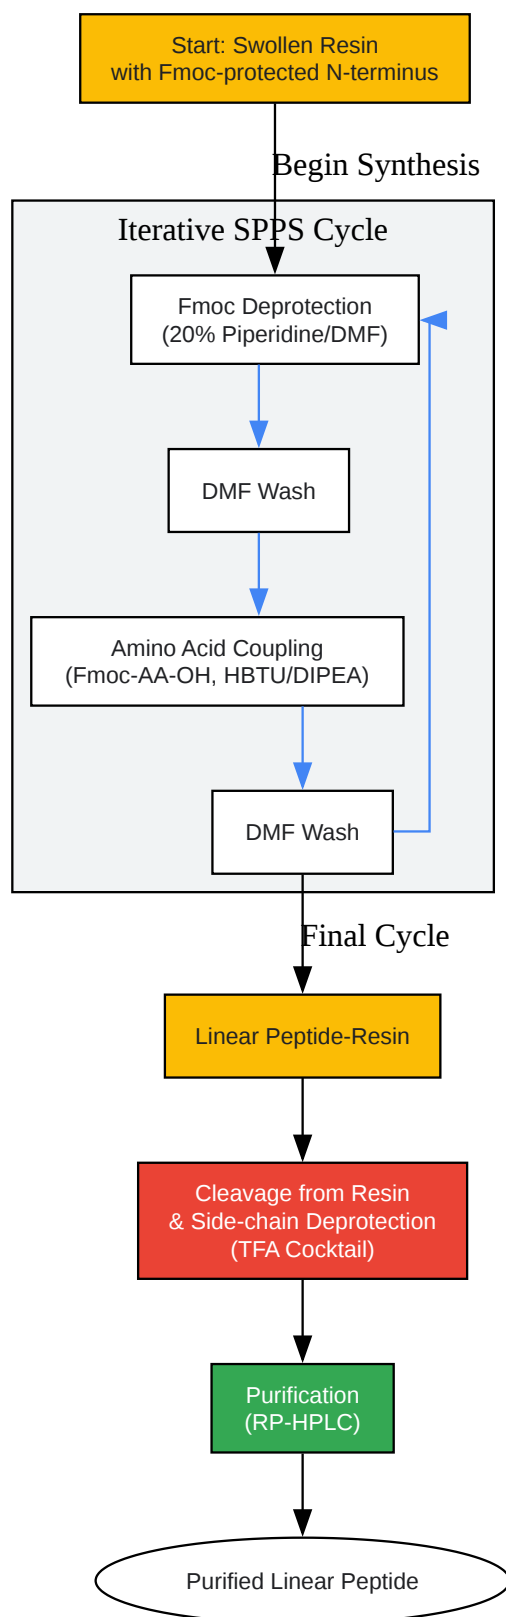 Start: Swollen Resin
with Fmoc-protected N-terminus
Begin Synthesis
Iterative SPPS Cycle
Fmoc Deprotection
(20% Piperidine/DMF)
DMF Wash
Amino Acid Coupling
(Fmoc-AA-OH, HBTU/DIPEA)
DMF Wash
Final Cycle
Linear Peptide-Resin
Cleavage from Resin
& Side-chain Deprotection
(TFA Cocktail)
Purification
(RP-HPLC)
Purified Linear Peptide